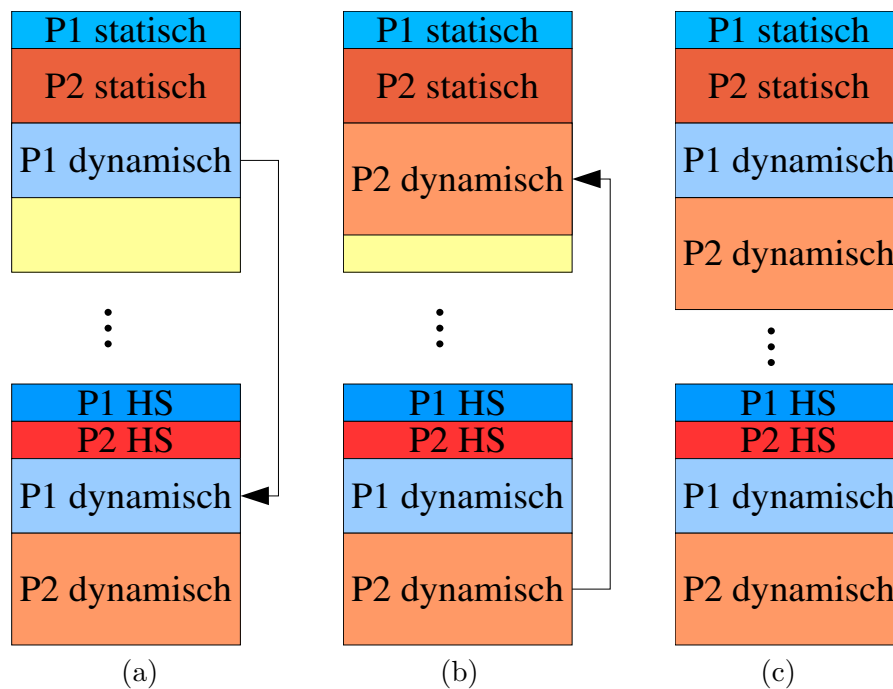 P1 statisch
P2 statisch
P1 dynamisch
P1 HS
P2 HS
P1 dynamisch
P2 dynamisch
(a)
P1 statisch
P2 statisch
P2 dynamisch
P1 HS
P2 HS
P1 dynamisch
P2 dynamisch
(b)
P1 statisch
P2 statisch
P1 dynamisch
P2 dynamisch
P1 HS
P2 HS
P1 dynamisch
P2 dynamisch
(c)